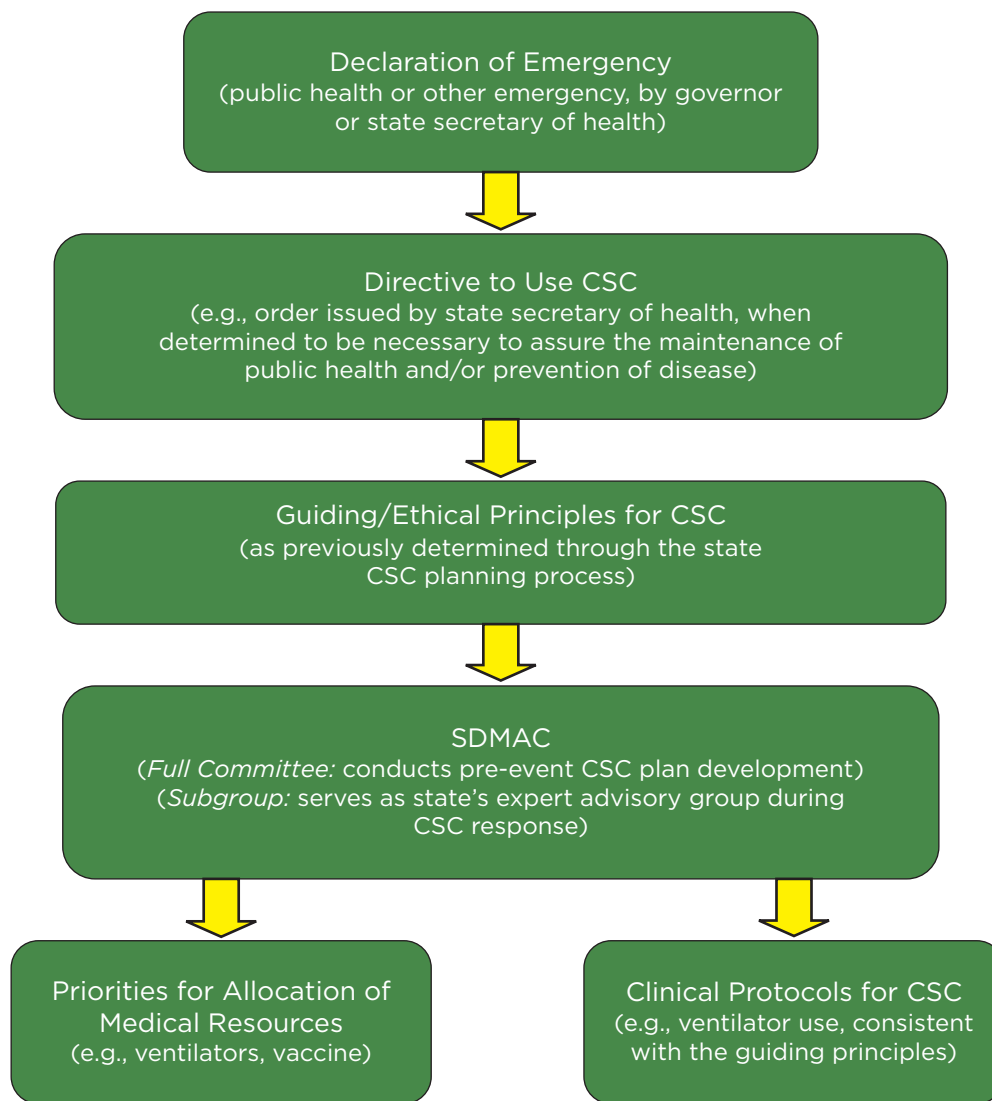 Declaration of Emergency
(public health or other emergency, by governor
or state secretary of health)
Directive to Use CSC
(e.g., order issued by state secretary of health, when
determined to be necessary to assure the maintenance of
public health and/or prevention of disease)
Guiding/Ethical Principles for CSC
(as previously determined through the state
CSC planning process)
SDMAC
(Full Committee: conducts pre-event CSC plan development)
(Subgroup: serves as state’s expert advisory group during
CSC response)
Priorities for Allocation of
Medical Resources
(e.g., ventilators, vaccine)
Clinical Protocols for CSC
(e.g., ventilator use, consistent
with the guiding principles)